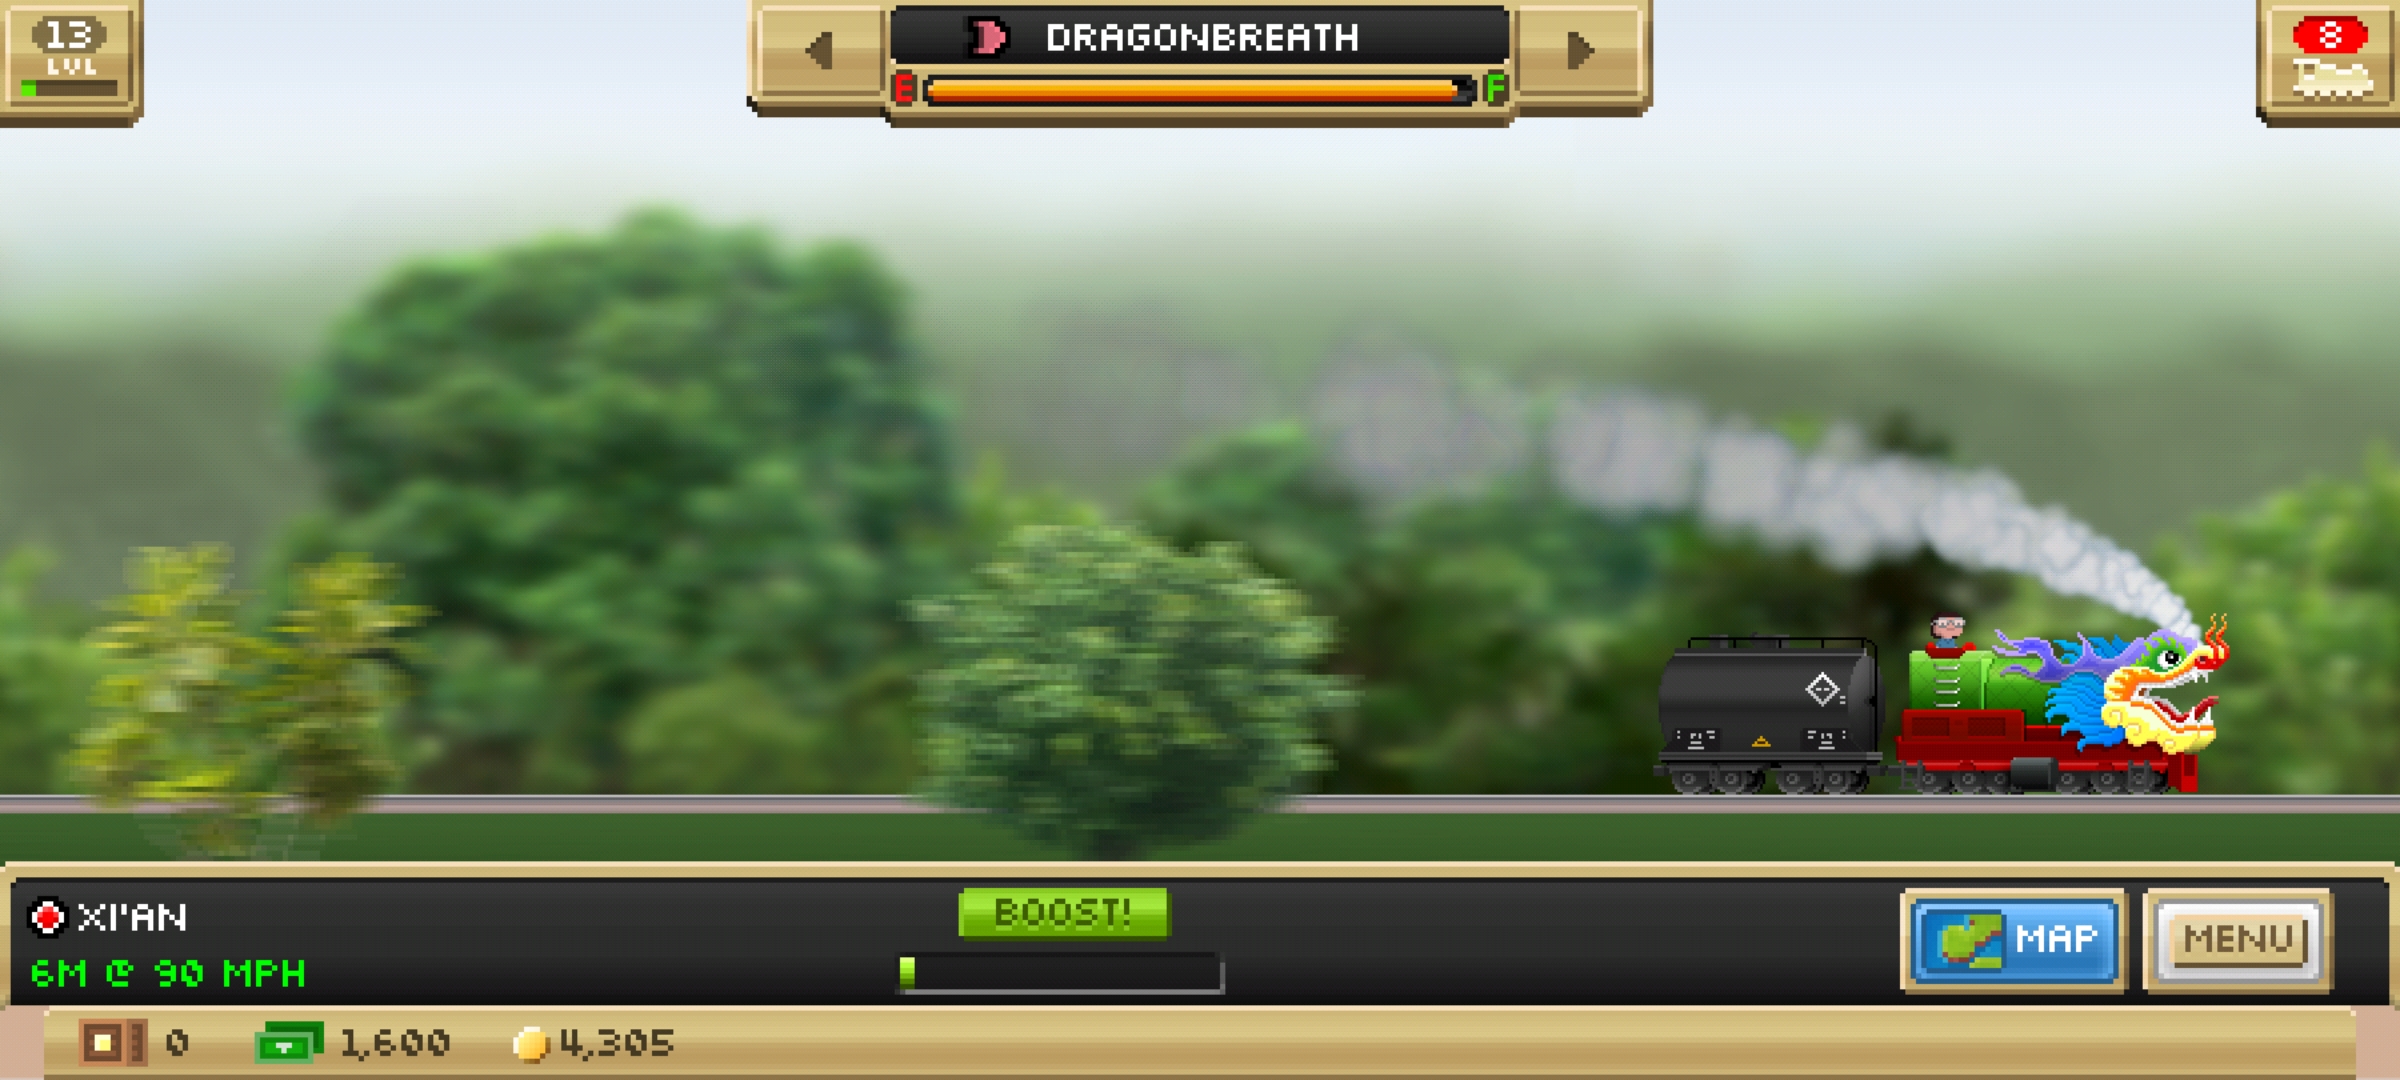 13
LVL
DRAGONBREATH
E F
8
XI'AN
6M @ 90 MPH
BOOST!
MAP
MENU
0
1,600
4,305